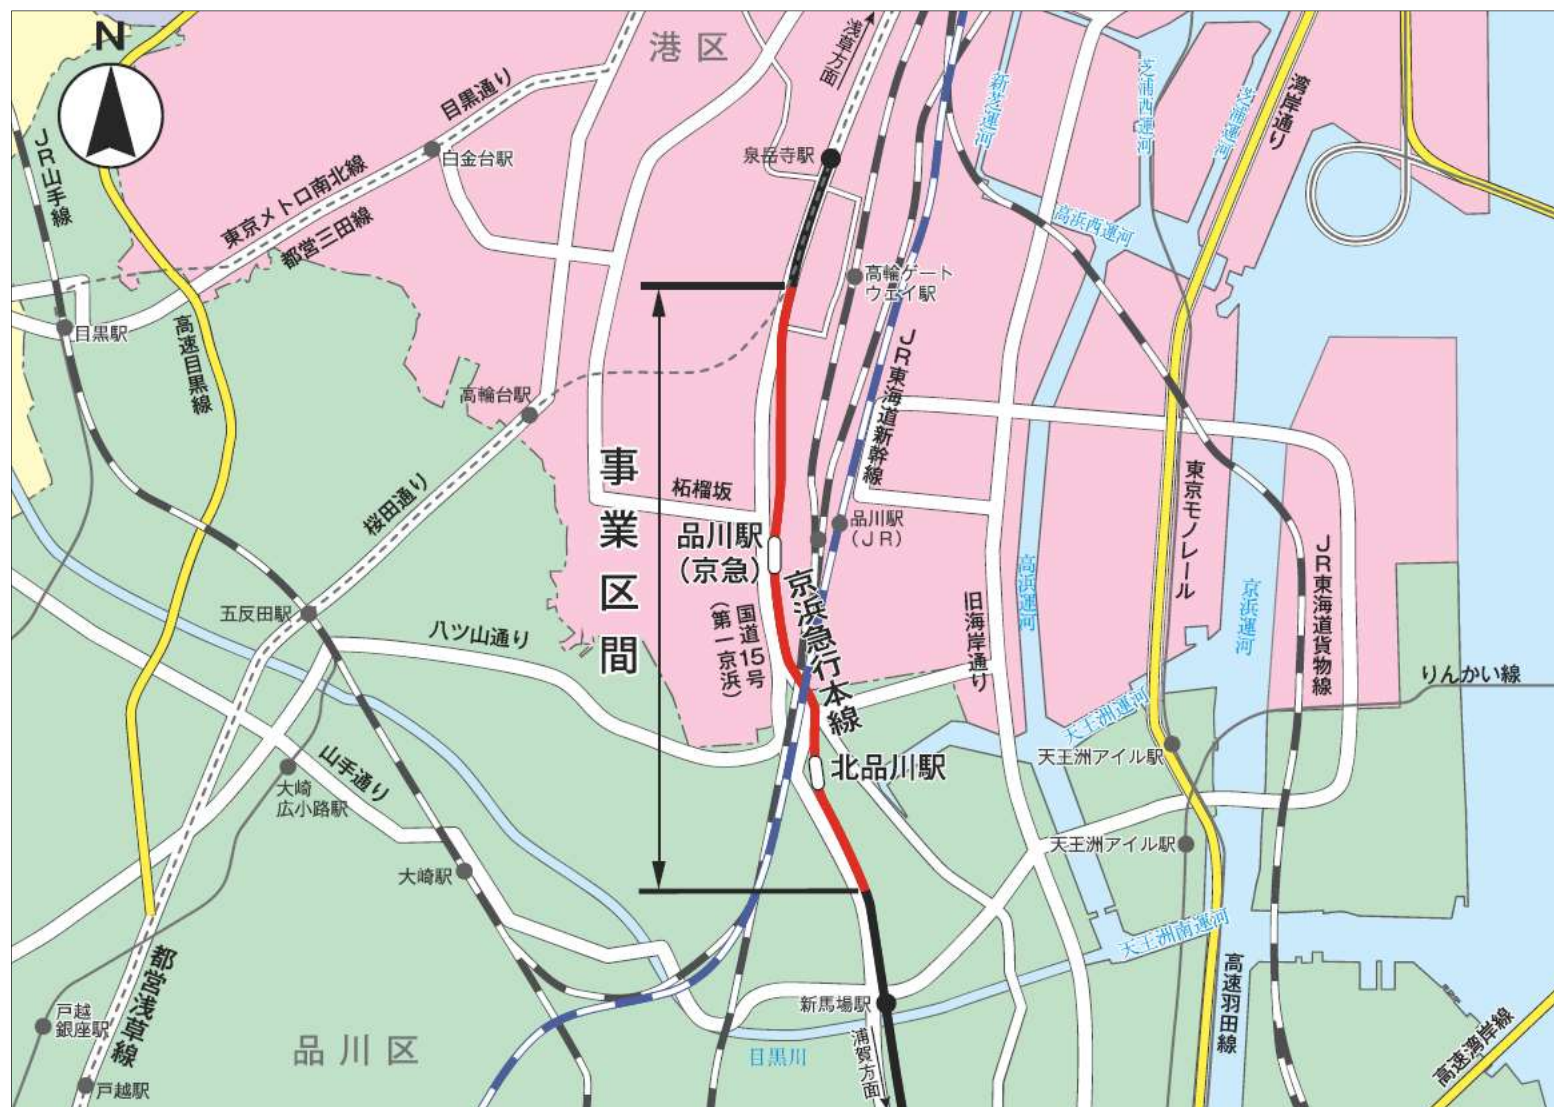 N
港区
浅草方面
目黒通り
新芝運河
芝浦西運河
芝浦運河
湾岸通り
JR山手線
白金台駅
泉岳寺駅
東京メトロ南北線
都営三田線
高浜西運河
高輪ゲート
ウェイ駅
目黒駅
高速目黒線
JR東海道新幹線
高輪台駅
事業区間
柘榴坂
桜田通り
東京モノレール
品川駅
(京急)
品川駅
(JR)
京浜急行本線
国道15号
(第一京浜)
旧海岸通り
高浜運河
京浜運河
JR東海道貨物線
五反田駅
八ツ山通り
りんかい線
天王洲運河
天王洲アイル駅
北品川駅
山手通り
大崎
広小路駅
天王洲アイル駅
大崎駅
天王洲南運河
都営浅草線
高速羽田線
新馬場駅
戸越
銀座駅
品川区
目黒川
浦賀方面
高速湾岸線
戸越駅